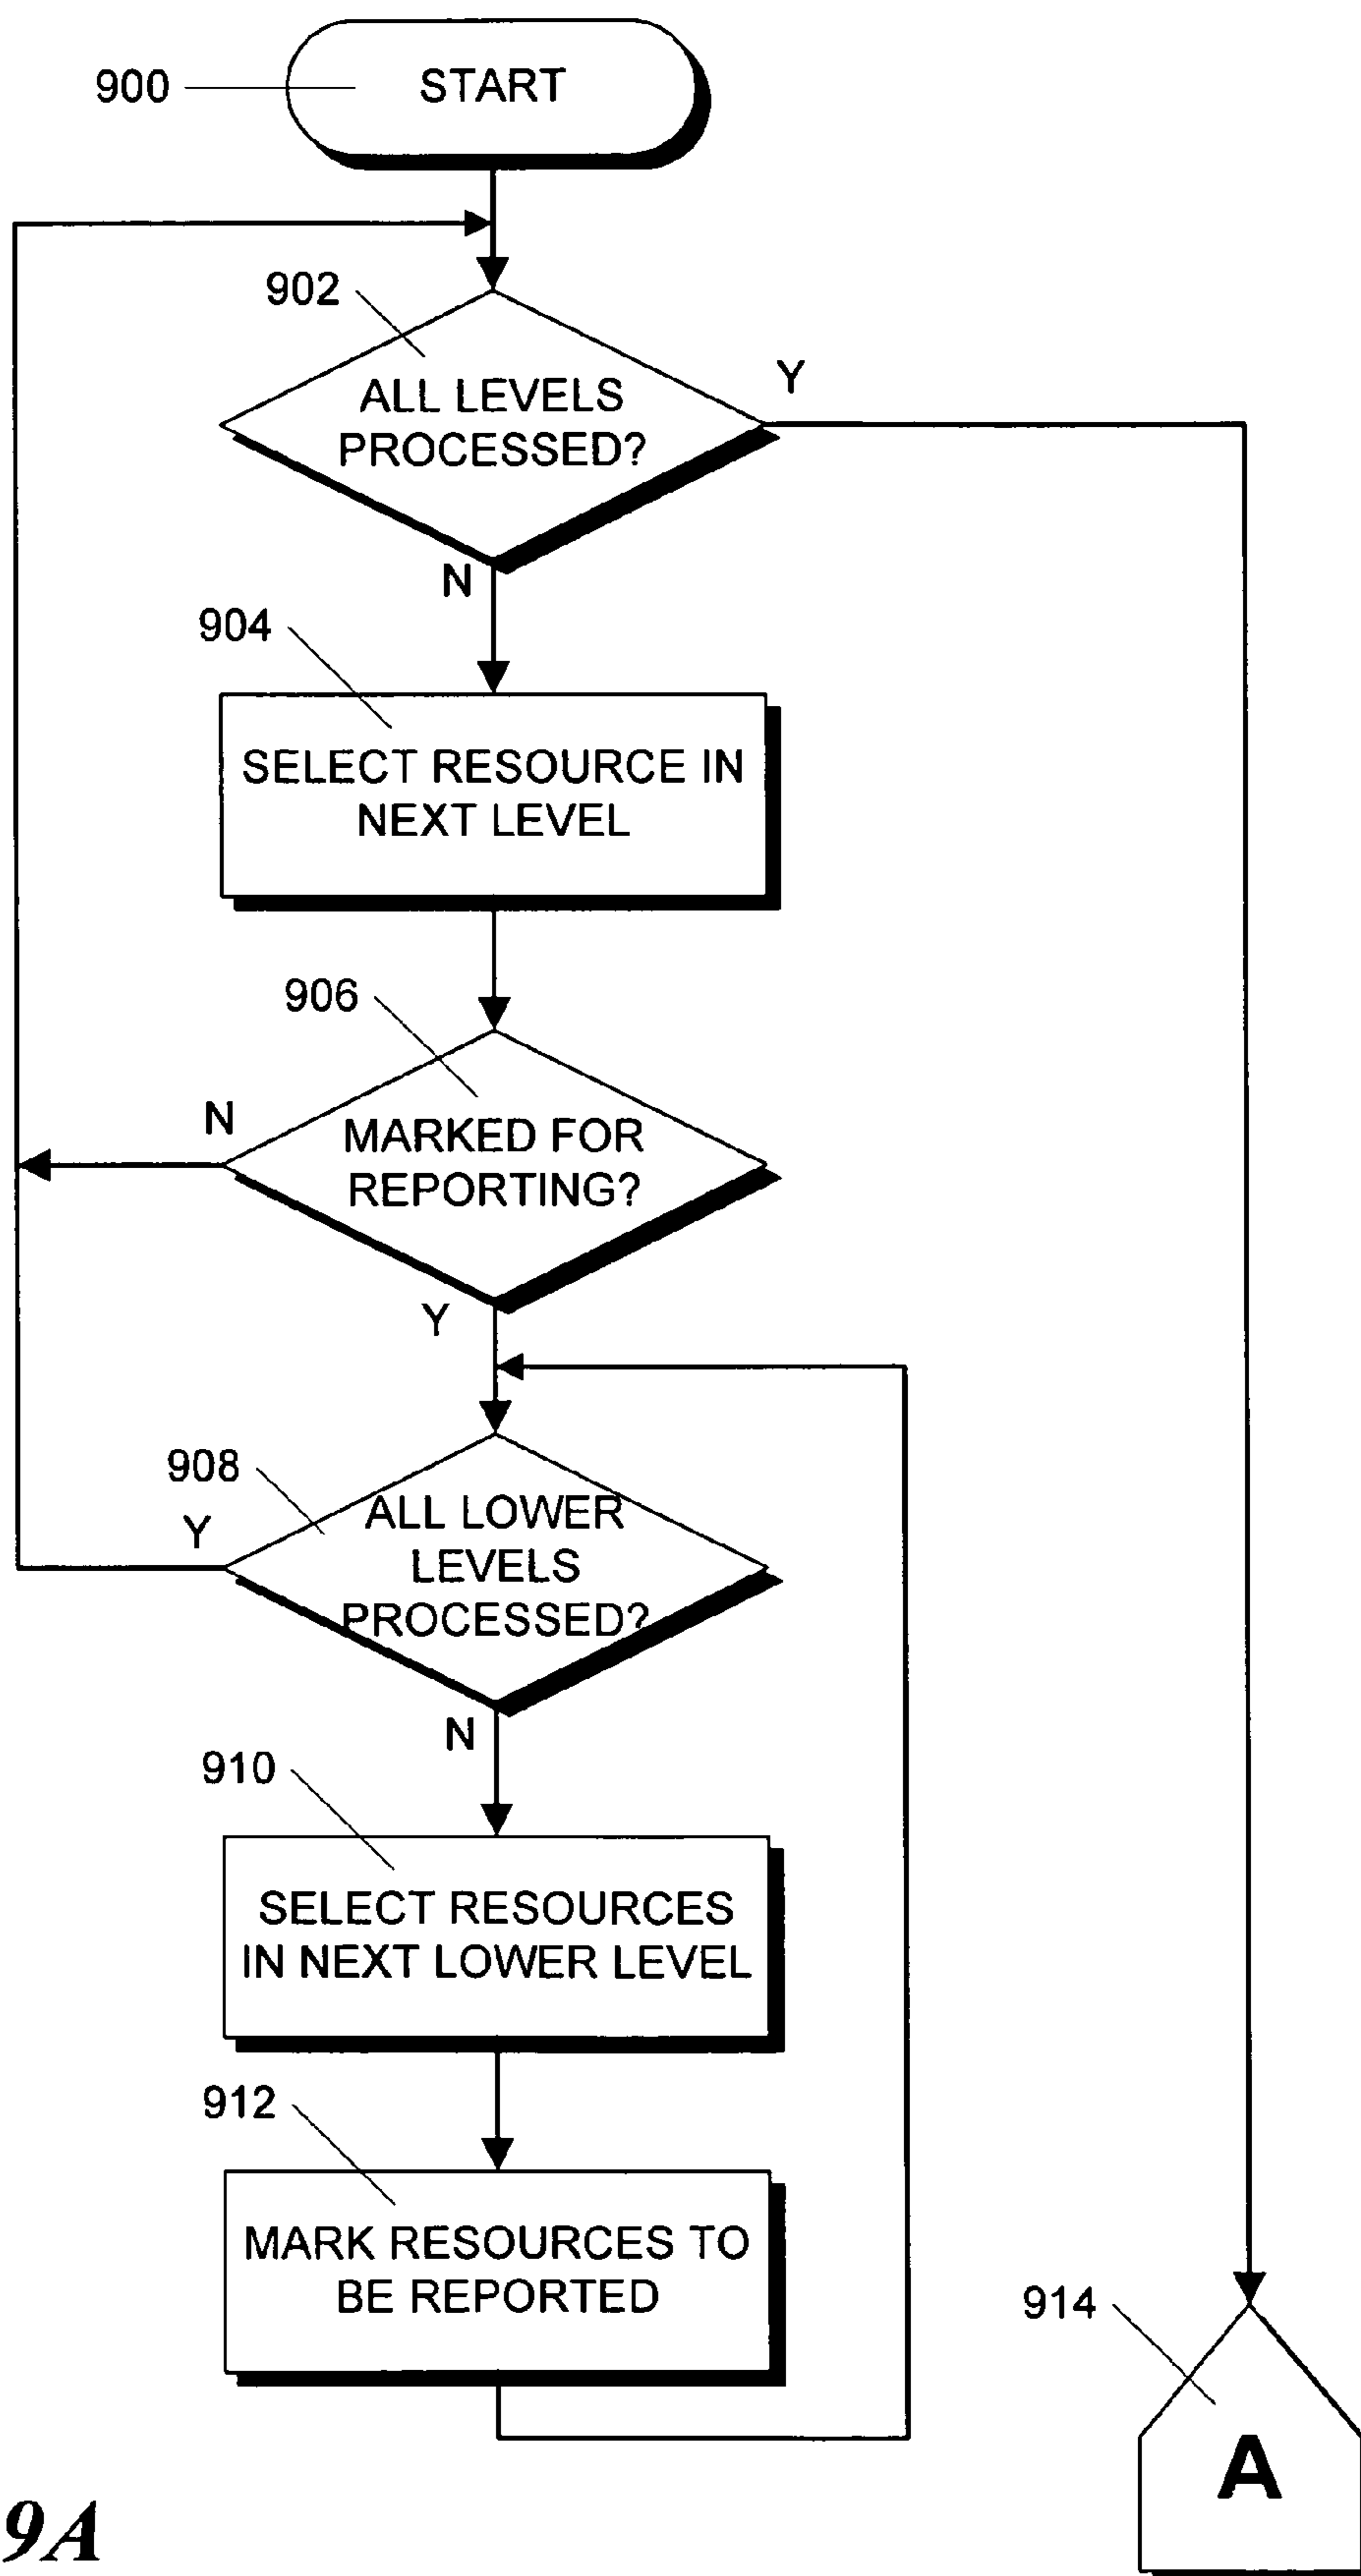 900
START
902
ALL LEVELS
PROCESSED?
Y
N
904
SELECT RESOURCE IN
NEXT LEVEL
906
MARKED FOR
REPORTING?
N
Y
908
ALL LOWER
LEVELS
PROCESSED?
Y
N
910
SELECT RESOURCES
IN NEXT LOWER LEVEL
912
MARK RESOURCES TO
BE REPORTED
914
A
9A